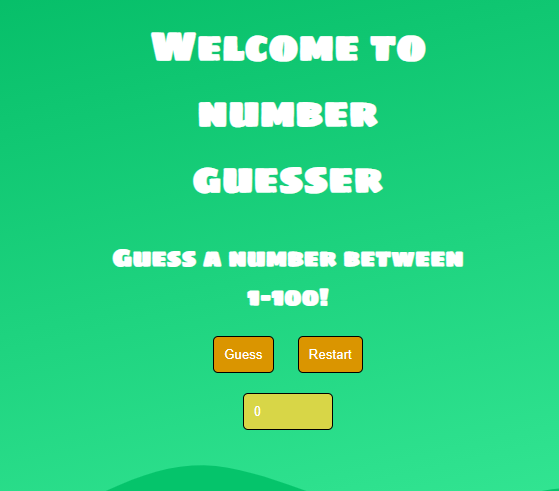 Welcome to
number
guesser
Guess a number between
1-100!
Guess Restart
0